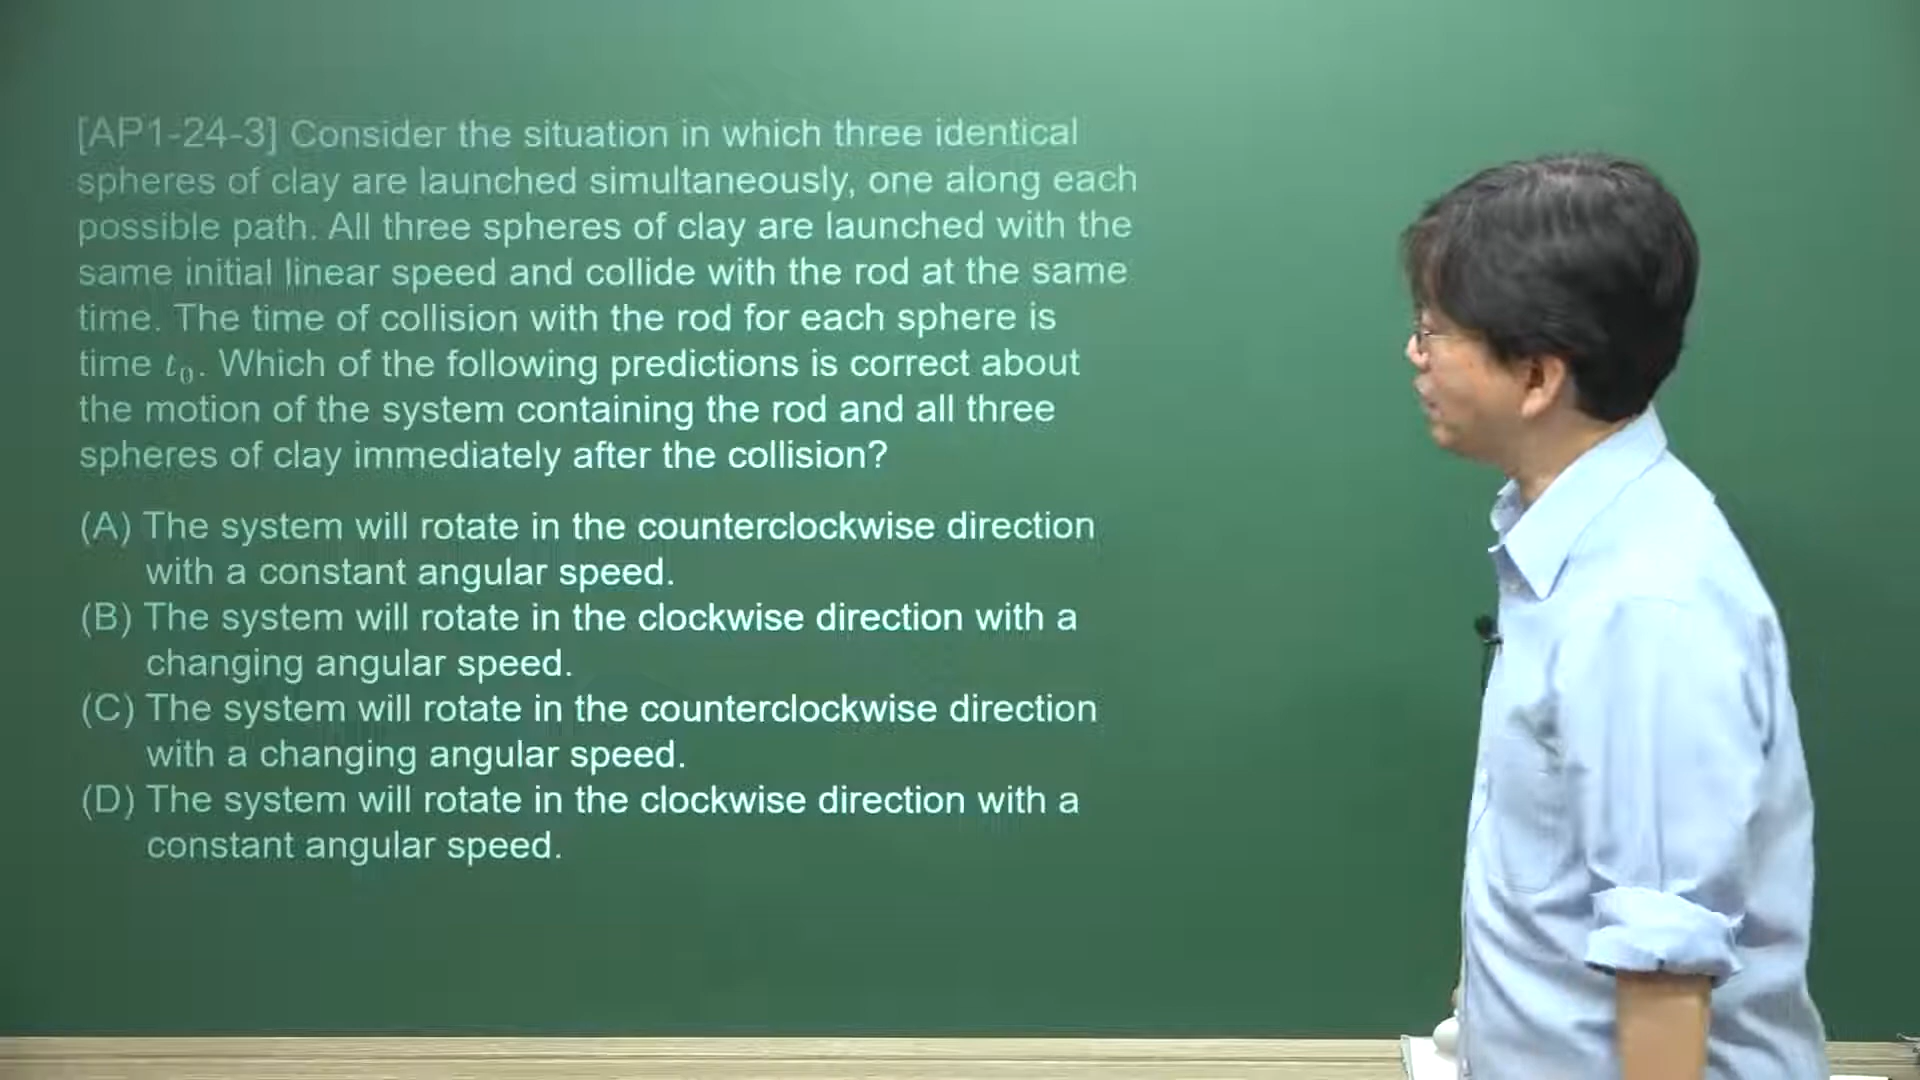 [AP1-24-3] Consider the situation in which three identical
spheres of clay are launched simultaneously, one along each
possible path. All three spheres of clay are launched with the
same initial linear speed and collide with the rod at the same
time. The time of collision with the rod for each sphere is
time t₀. Which of the following predictions is correct about
the motion of the system containing the rod and all three
spheres of clay immediately after the collision?
(A) The system will rotate in the counterclockwise direction
with a constant angular speed.
(B) The system will rotate in the clockwise direction with a
changing angular speed.
(C) The system will rotate in the counterclockwise direction
with a changing angular speed.
(D) The system will rotate in the clockwise direction with a
constant angular speed.